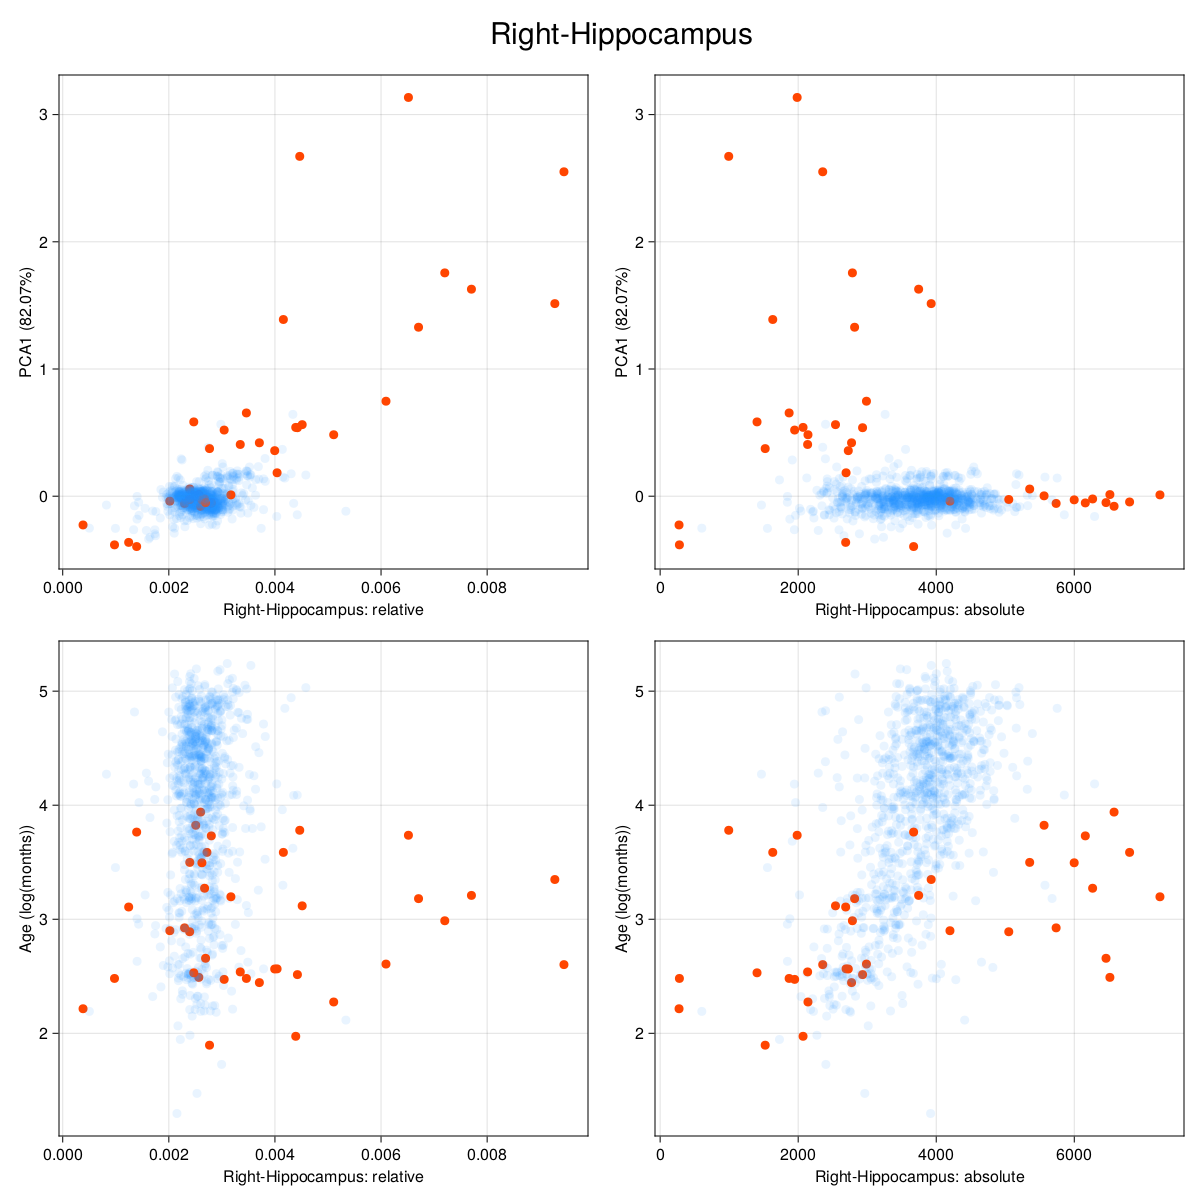 Right-Hippocampus
3
2
1
0
PCA1 (82.07%)
0.000 0.002 0.004 0.006 0.008
Right-Hippocampus: relative
3
2
1
0
PCA1 (82.07%)
0 2000 4000 6000
Right-Hippocampus: absolute
5
4
3
2
Age (log(months))
0.000 0.002 0.004 0.006 0.008
Right-Hippocampus: relative
5
4
3
2
Age (log(months))
0 2000 4000 6000
Right-Hippocampus: absolute